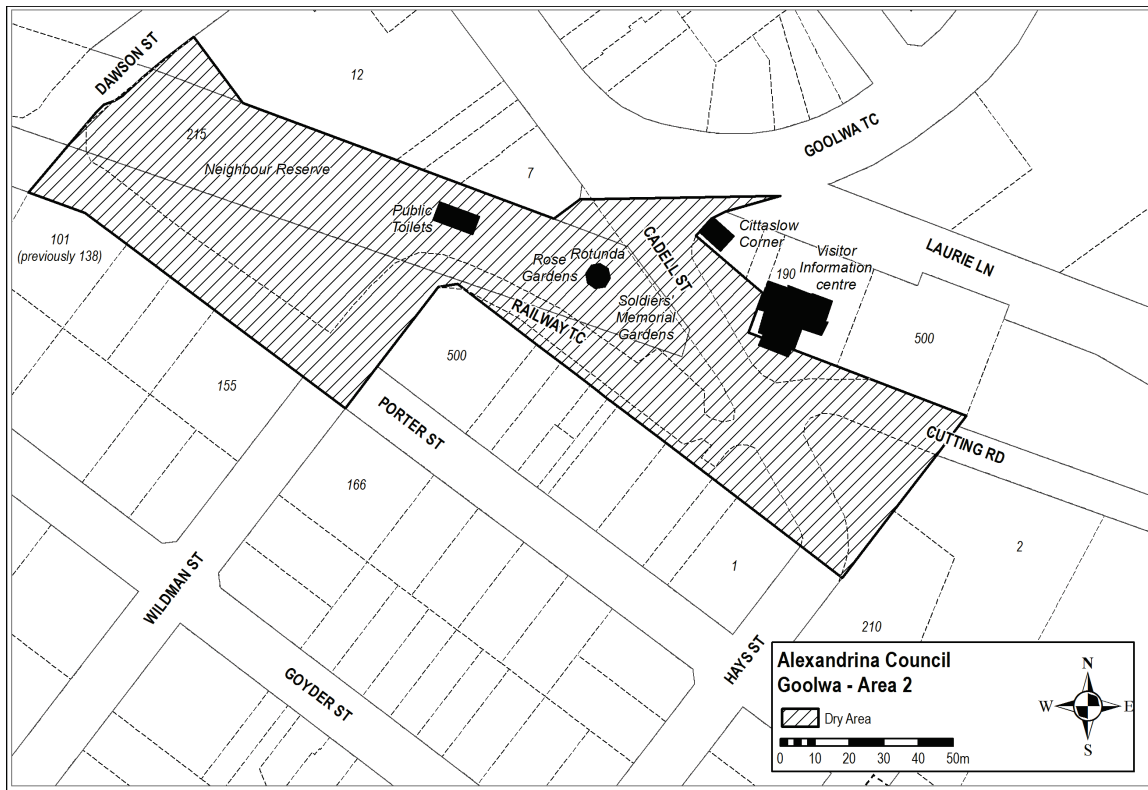 DAWSON ST
12
GOOLWA TC
215
Neighbour Reserve
7
Public
Toilets
Cittaslow
Corner
CADELL ST
LAURIE LN
101
(previously 138)
Rose
Gardens
Rotunda
Visitor
Information
centre
190
Soldiers'
Memorial
Gardens
RAILWAY TC
500
500
155
PORTER ST
CUTTING RD
166
2
1
WILDMAN ST
210
HAYS ST
GOYDER ST
Alexandrina Council
Goolwa - Area 2
Dry Area
0 10 20 30 40 50m
N
W E
S